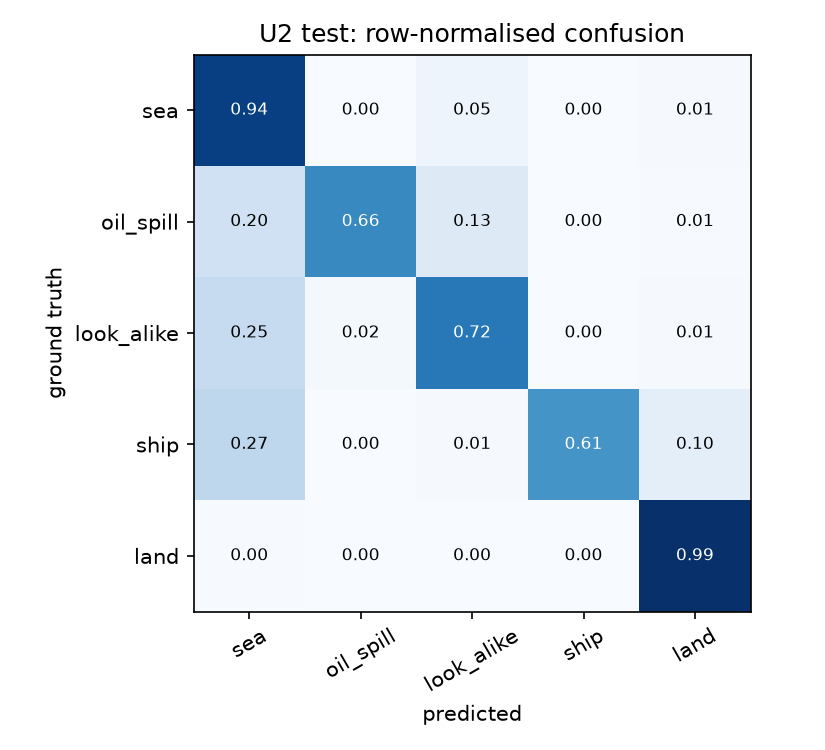 U2 test: row-normalised confusion
sea 0.94 0.00 0.05 0.00 0.01
oil_spill 0.20 0.66 0.13 0.00 0.01
look_alike 0.25 0.02 0.72 0.00 0.01
ship 0.27 0.00 0.01 0.61 0.10
land 0.00 0.00 0.00 0.00 0.99
ground truth
sea oil_spill look_alike ship land
predicted